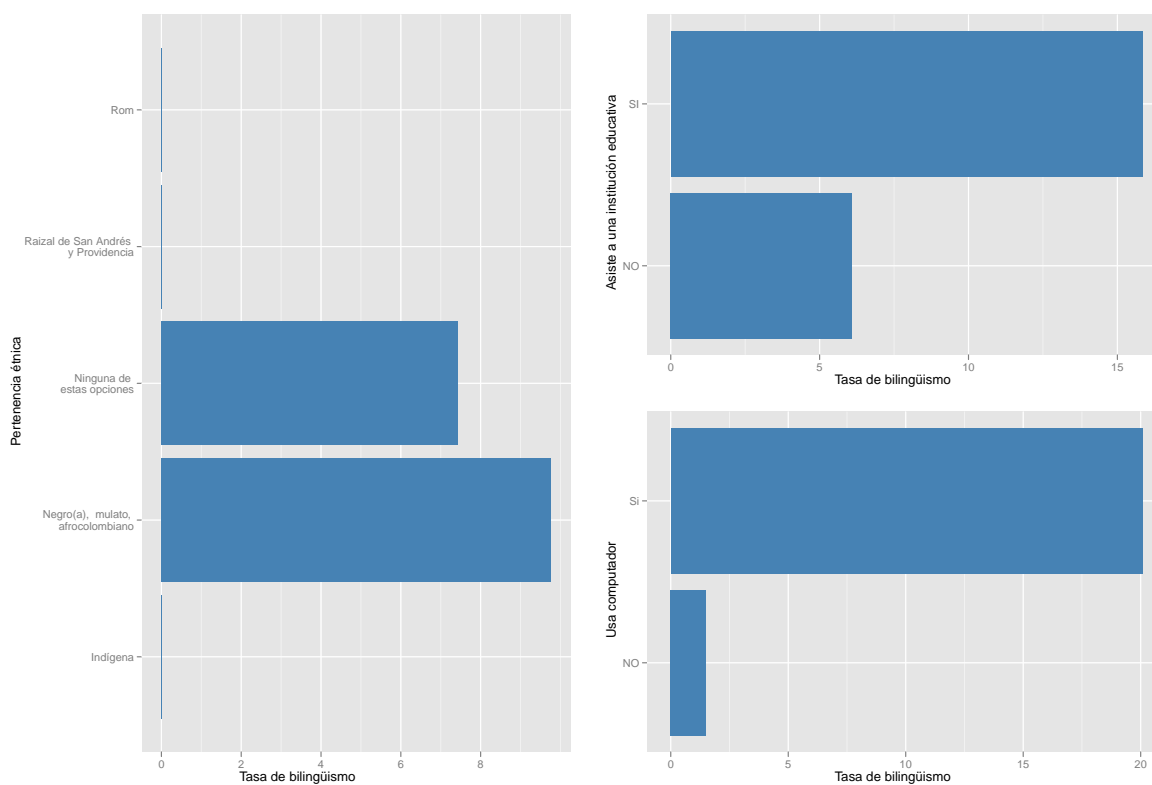 Pertenencia étnica
Rom
Raizal de San Andrés
y Providencia
Ninguna de
estas opciones
Negro(a),  mulato,
afrocolombiano
Indígena
0 2 4 6 8
Tasa de bilingüismo
Asiste a una institución educativa
SI
NO
0 5 10 15
Tasa de bilingüismo
Usa computador
Si
NO
0 5 10 15 20
Tasa de bilingüismo